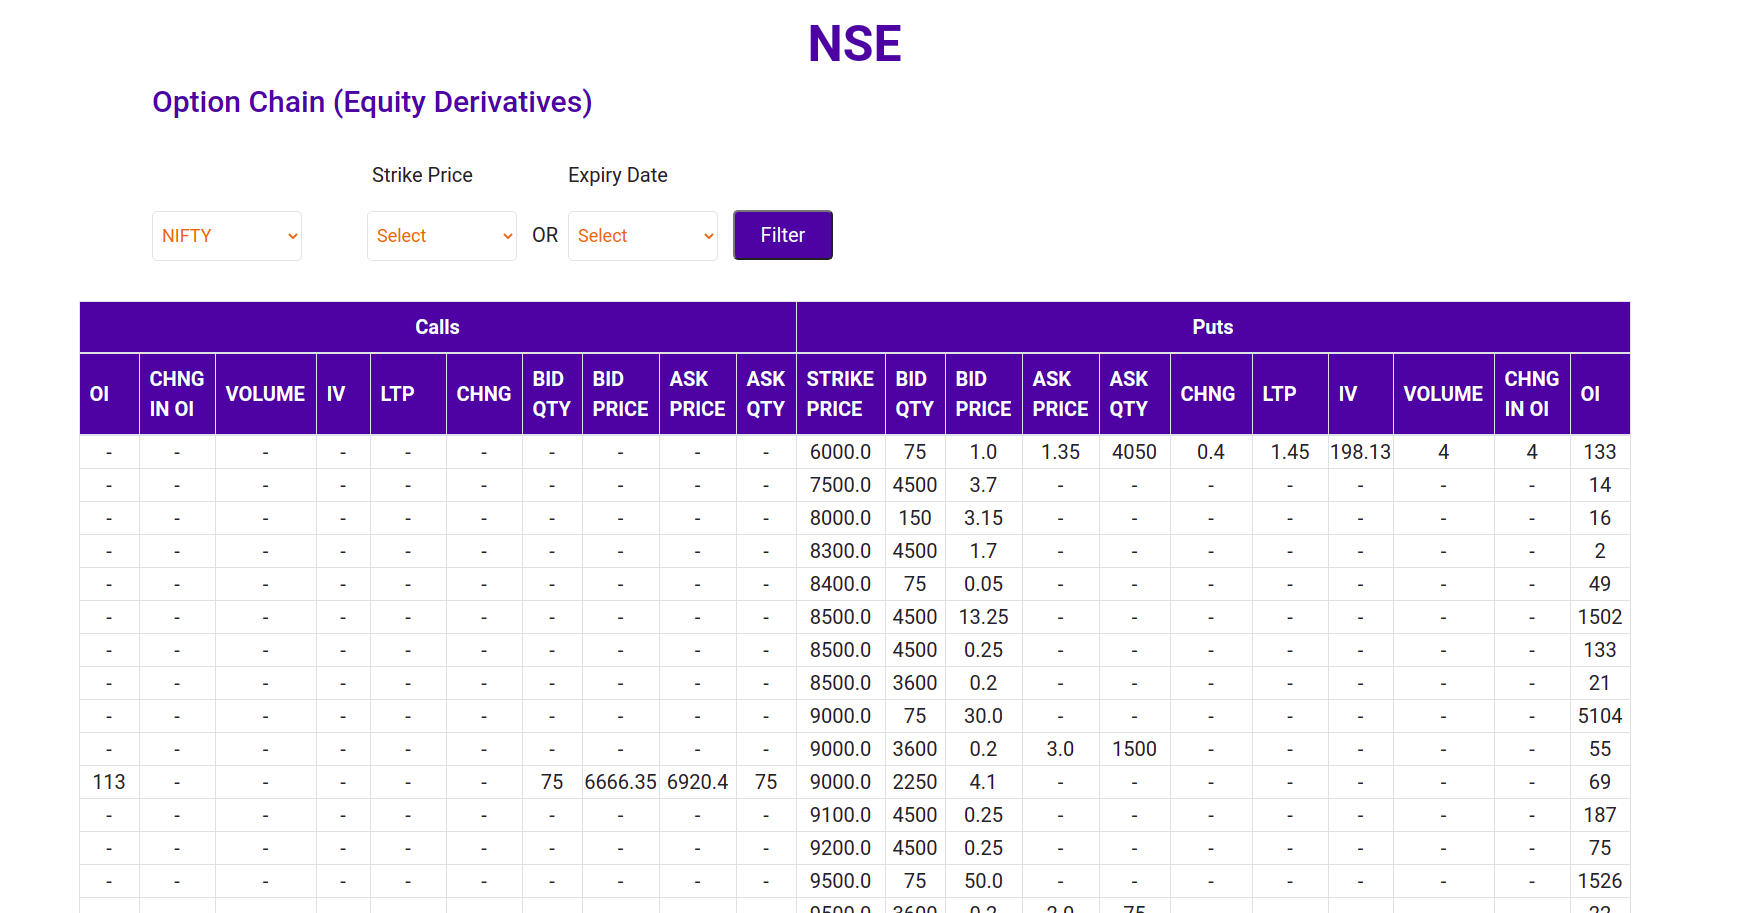 NSE
Option Chain (Equity Derivatives)
Strike Price Expiry Date
NIFTY Select OR Select Filter
Calls Puts
OI CHNG IN OI VOLUME IV LTP CHNG BID QTY BID PRICE ASK PRICE ASK QTY STRIKE PRICE BID QTY BID PRICE ASK PRICE ASK QTY CHNG LTP IV VOLUME CHNG IN OI OI
- - - - - - - - - - 6000.0 75 1.0 1.35 4050 0.4 1.45 198.13 4 4 133
- - - - - - - - - - 7500.0 4500 3.7 - - - - - - - 14
- - - - - - - - - - 8000.0 150 3.15 - - - - - - - 16
- - - - - - - - - - 8300.0 4500 1.7 - - - - - - - 2
- - - - - - - - - - 8400.0 75 0.05 - - - - - - - 49
- - - - - - - - - - 8500.0 4500 13.25 - - - - - - - 1502
- - - - - - - - - - 8500.0 4500 0.25 - - - - - - - 133
- - - - - - - - - - 8500.0 3600 0.2 - - - - - - - 21
- - - - - - - - - - 9000.0 75 30.0 - - - - - - - 5104
- - - - - - - - - - 9000.0 3600 0.2 3.0 1500 - - - - - 55
113 - - - - - 75 6666.35 6920.4 75 9000.0 2250 4.1 - - - - - - - 69
- - - - - - - - - - 9100.0 4500 0.25 - - - - - - - 187
- - - - - - - - - - 9200.0 4500 0.25 - - - - - - - 75
- - - - - - - - - - 9500.0 75 50.0 - - - - - - - 1526